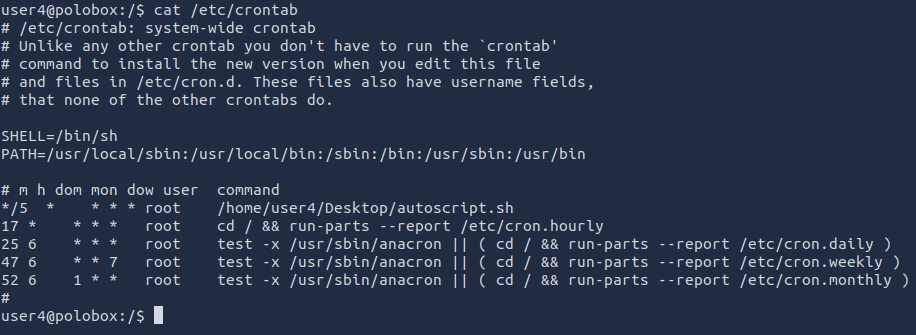 user4@polobox:/$ cat /etc/crontab
# /etc/crontab: system-wide crontab
# Unlike any other crontab you don't have to run the `crontab'
# command to install the new version when you edit this file
# and files in /etc/cron.d. These files also have username fields,
# that none of the other crontabs do.

SHELL=/bin/sh
PATH=/usr/local/sbin:/usr/local/bin:/sbin:/bin:/usr/sbin:/usr/bin

# m h dom mon dow user  command
*/5  *    * * * root    /home/user4/Desktop/autoscript.sh
17 *    * * *   root    cd / && run-parts --report /etc/cron.hourly
25 6    * * *   root    test -x /usr/sbin/anacron || ( cd / && run-parts --report /etc/cron.daily )
47 6    * * 7   root    test -x /usr/sbin/anacron || ( cd / && run-parts --report /etc/cron.weekly )
52 6    1 * *   root    test -x /usr/sbin/anacron || ( cd / && run-parts --report /etc/cron.monthly )
#
user4@polobox:/$